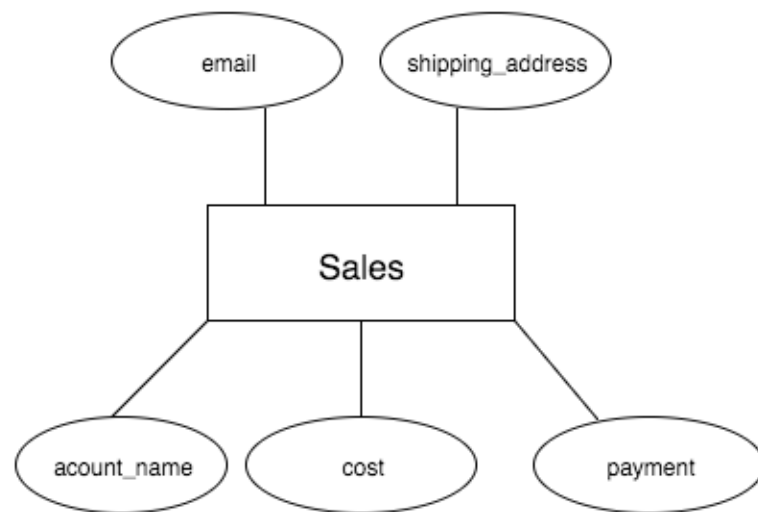 email
shipping_address
Sales
acount_name
cost
payment